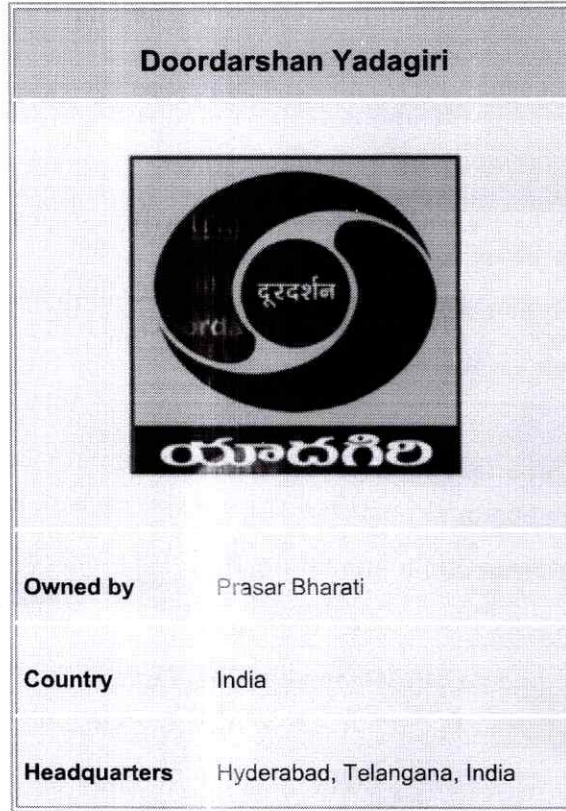 Doordarshan Yadagiri
दूरदर्शन
యాదగిరి
Owned by Prasar Bharati
Country India
Headquarters Hyderabad, Telangana, India